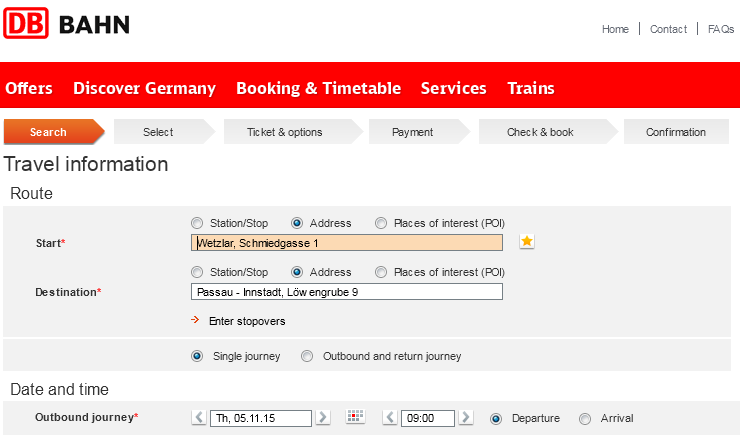 DB BAHN
Home Contact FAQs
Offers Discover Germany Booking & Timetable Services Trains
Search Select Ticket & options Payment Check & book Confirmation
Travel information
Route
Station/Stop Address Places of interest (POI)
Start* Wetzlar, Schmiedgasse 1
Station/Stop Address Places of interest (POI)
Destination* Passau - Innstadt, Löwengrube 9
Enter stopovers
Single journey Outbound and return journey
Date and time
Outbound journey* Th, 05.11.15 09:00 Departure Arrival